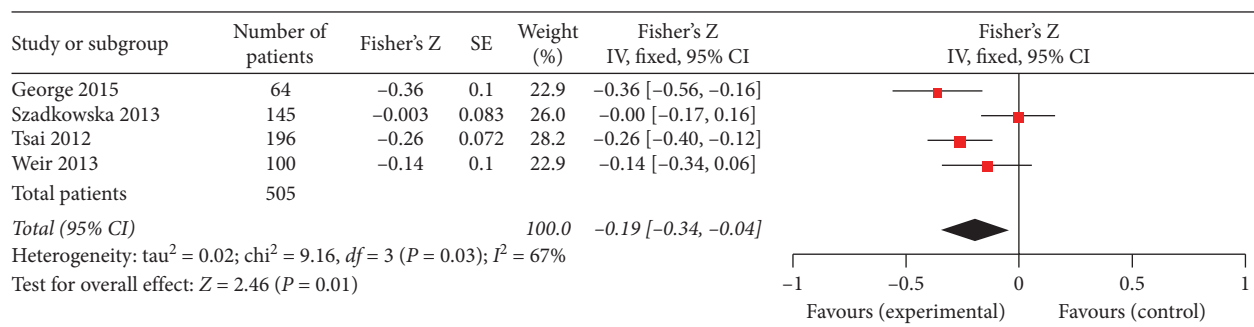 Study or subgroup Number of patients Fisher's Z SE Weight (%) Fisher's Z IV, fixed, 95% CI Fisher's Z IV, fixed, 95% CI
George 2015 64 –0.36 0.1 22.9 –0.36 [–0.56, –0.16]
Szadkowska 2013 145 –0.003 0.083 26.0 –0.00 [–0.17, 0.16]
Tsai 2012 196 –0.26 0.072 28.2 –0.26 [–0.40, –0.12]
Weir 2013 100 –0.14 0.1 22.9 –0.14 [–0.34, 0.06]
Total patients 505
Total (95% CI) 100.0 –0.19 [–0.34, –0.04]
Heterogeneity: tau² = 0.02; chi² = 9.16, df = 3 (P = 0.03); I² = 67%
Test for overall effect: Z = 2.46 (P = 0.01)
–1 –0.5 0 0.5 1
Favours (experimental) Favours (control)